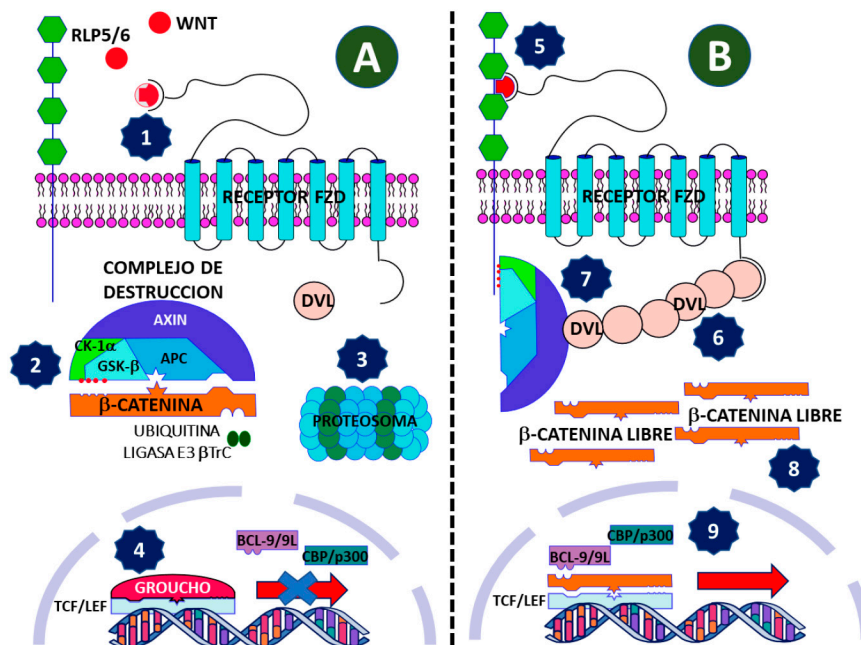 WNT
RLP5/6
A
1
RECEPTOR FZD
COMPLEJO DE
DESTRUCCION
DVL
AXIN
2
CK-1α
GSK-β
APC
3
β-CATENINA
PROTEOSOMA
UBIQUITINA
LIGASA E3 βTrC
4
BCL-9/9L
CBP/p300
GROUCHO
TCF/LEF
5
B
RECEPTOR FZD
7
DVL
DVL
6
β-CATENINA LIBRE
β-CATENINA LIBRE
8
9
CBP/p300
BCL-9/9L
TCF/LEF